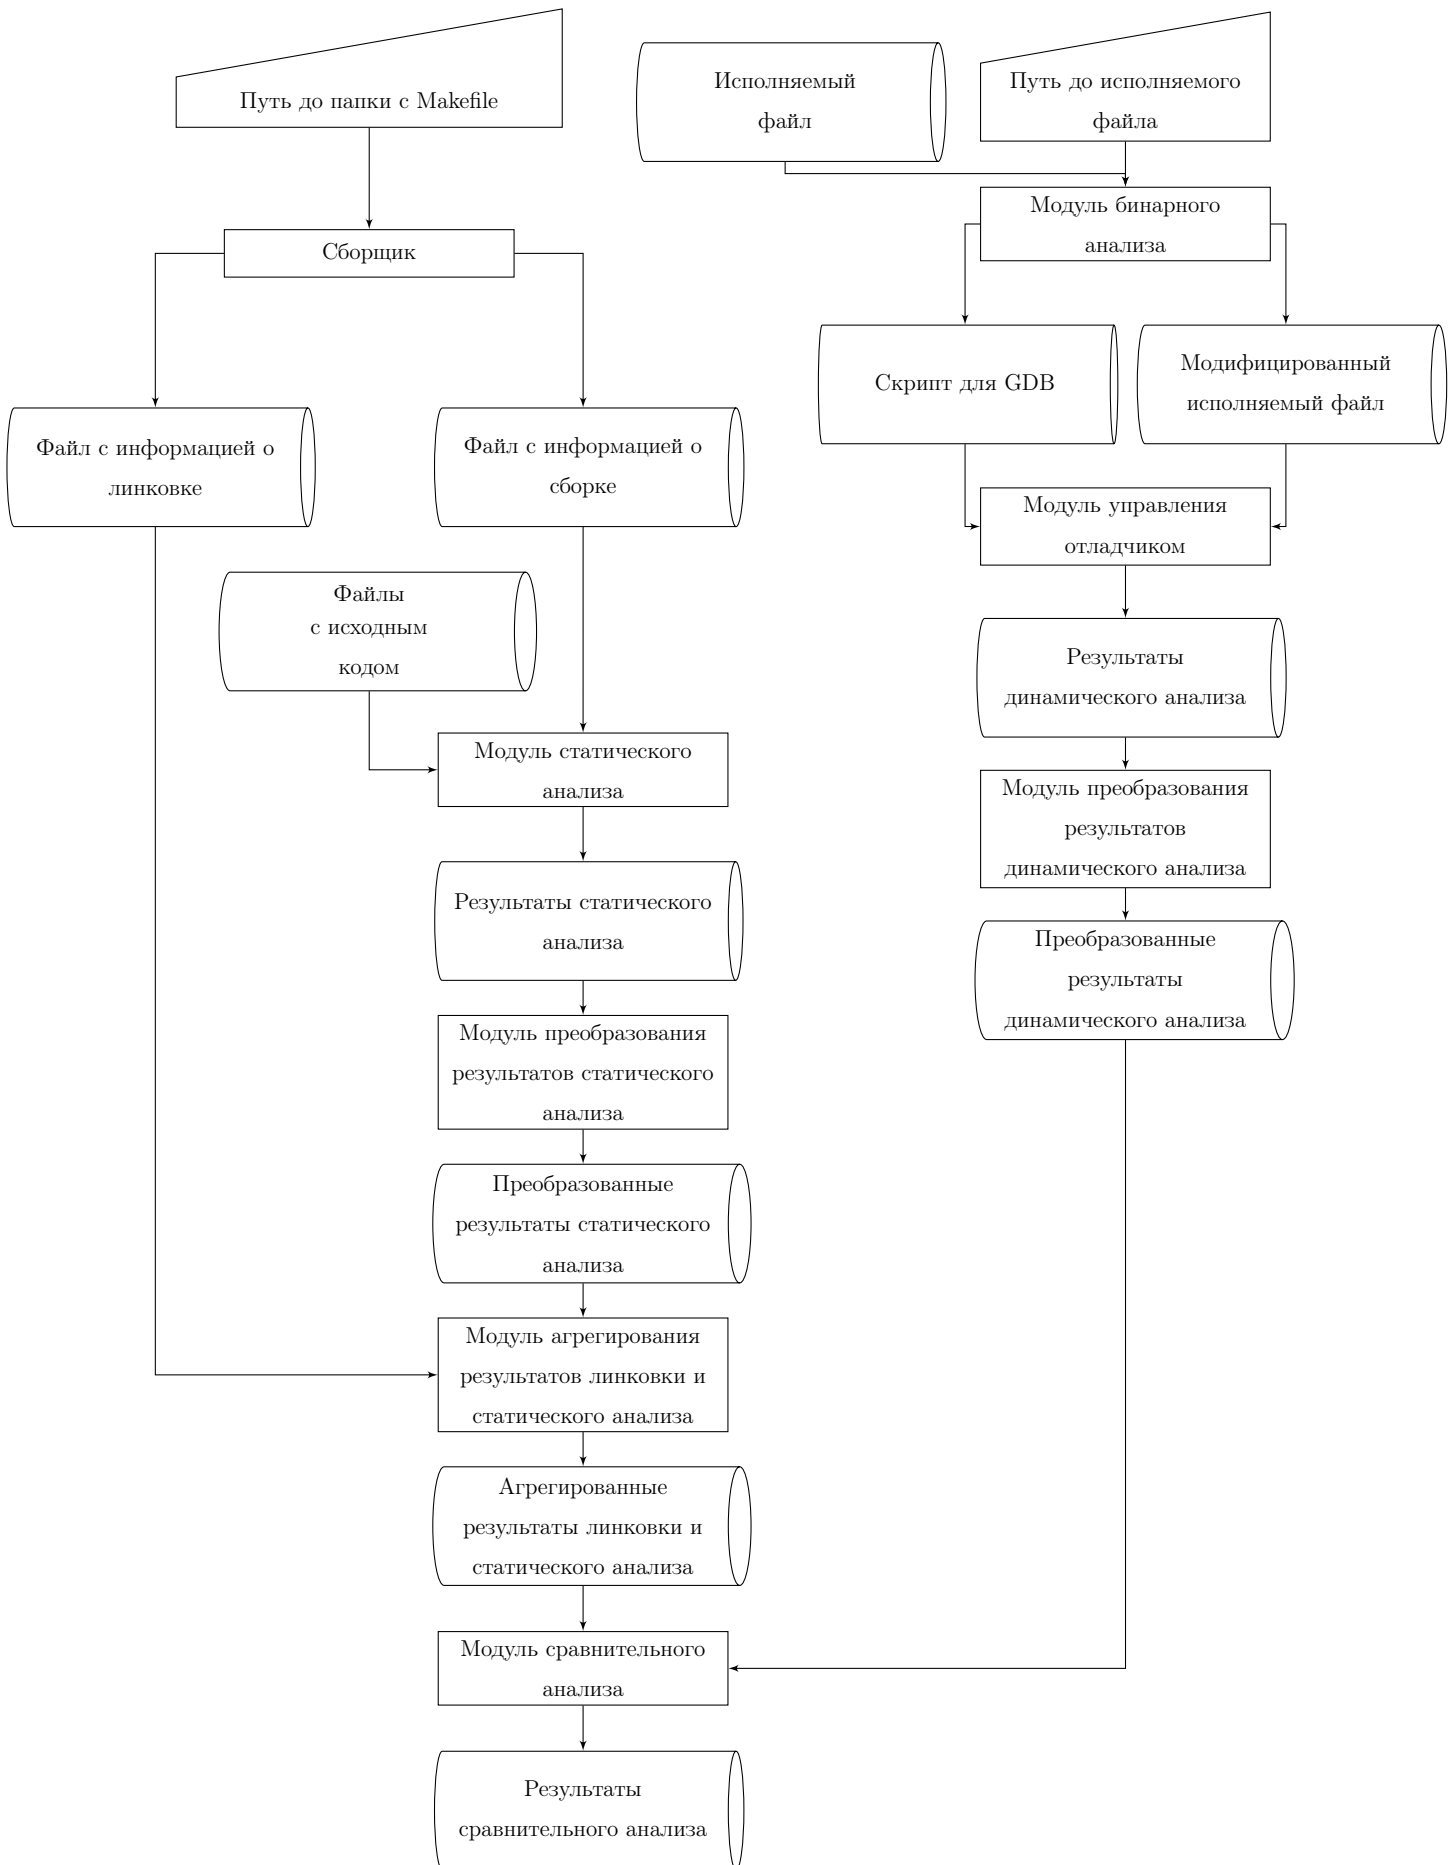 Путь до папки с Makefile
Исполняемый
файл
Путь до исполняемого
файла
Модуль бинарного
анализа
Сборщик
Скрипт для GDB
Модифицированный
исполняемый файл
Файл с информацией о
линковке
Файл с информацией о
сборке
Модуль управления
отладчиком
Файлы
с исходным
кодом
Результаты
динамического анализа
Модуль статического
анализа
Модуль преобразования
результатов
динамического анализа
Результаты статического
анализа
Преобразованные
результаты
динамического анализа
Модуль преобразования
результатов статического
анализа
Преобразованные
результаты статического
анализа
Модуль агрегирования
результатов линковки и
статического анализа
Агрегированные
результаты линковки и
статического анализа
Модуль сравнительного
анализа
Результаты
сравнительного анализа